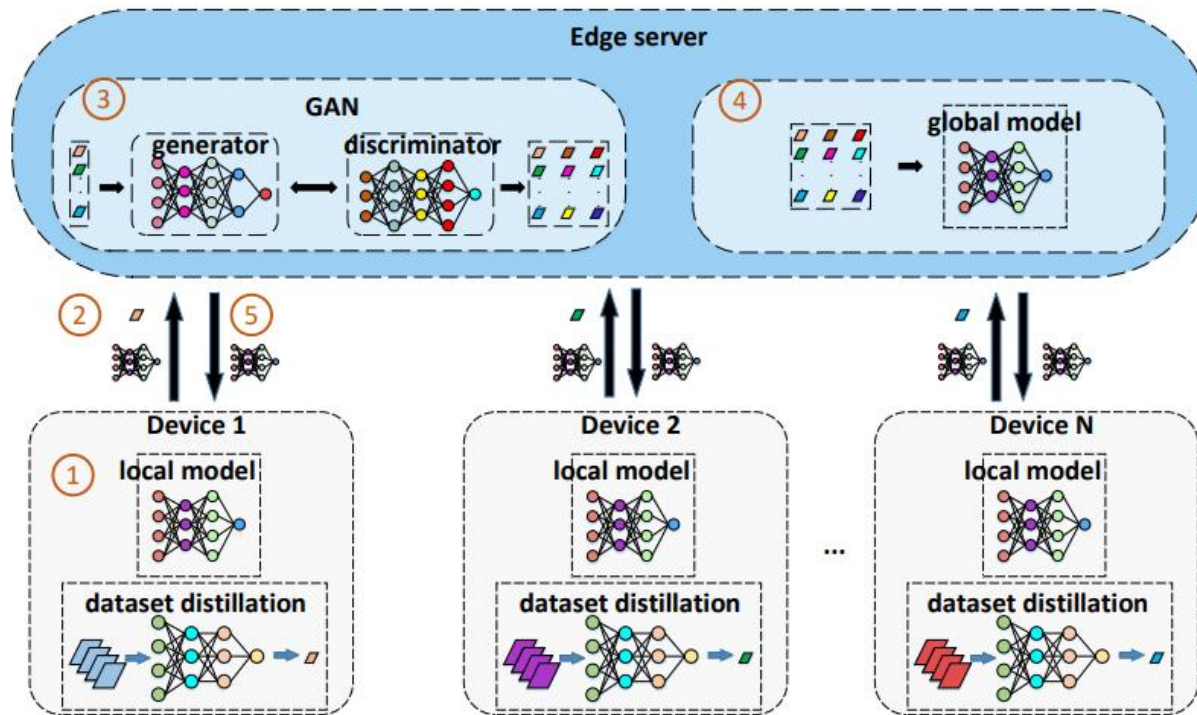 Edge server
3
GAN
generator
discriminator
4
global model
2
5
Device 1
1
local model
dataset distillation
Device 2
local model
dataset distillation
...
Device N
local model
dataset distillation